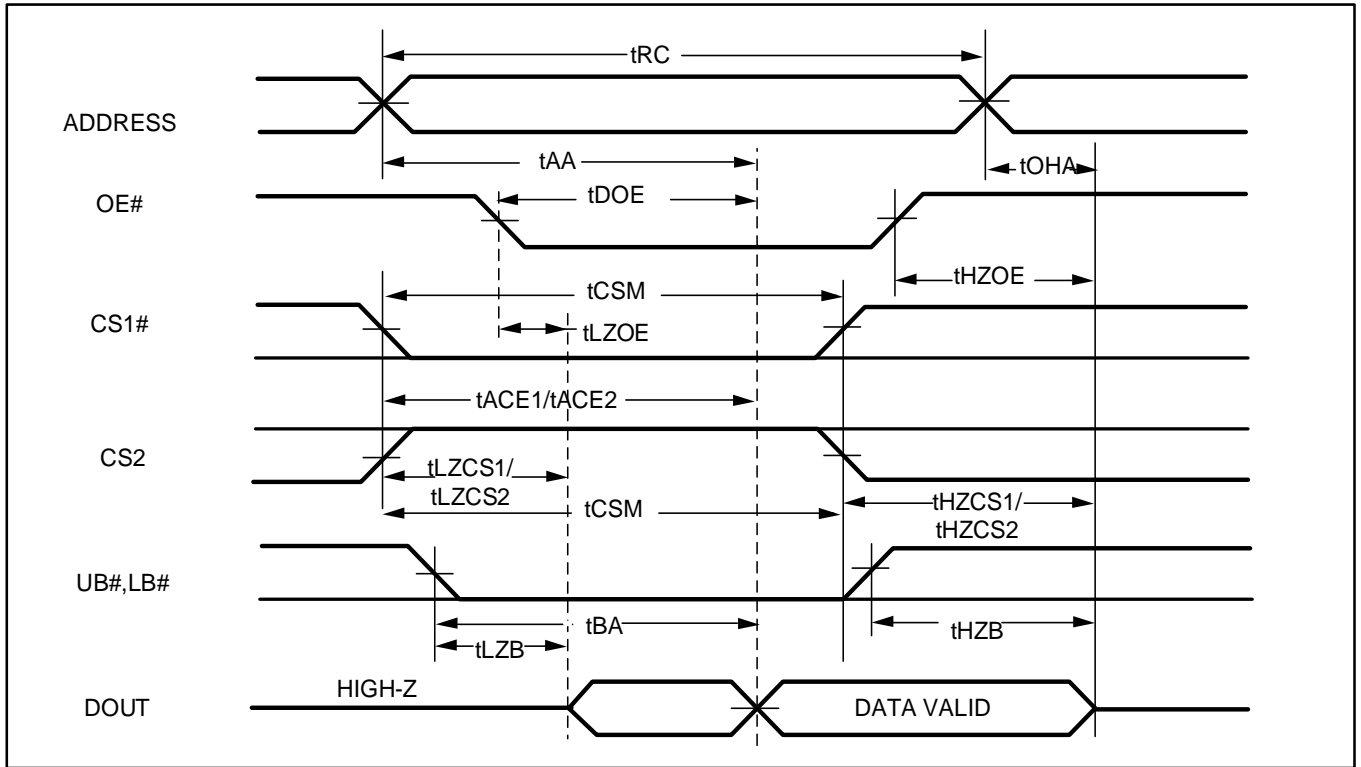 tRC
ADDRESS
tAA
tOHA
OE#
tDOE
tHZOE
tCSM
CS1#
tLZOE
tACE1/tACE2
CS2
tLZCS1/
tLZCS2
tCSM
tHZCS1/
tHZCS2
UB#,LB#
tBA
tHZB
tLZB
HIGH-Z
DOUT
DATA VALID